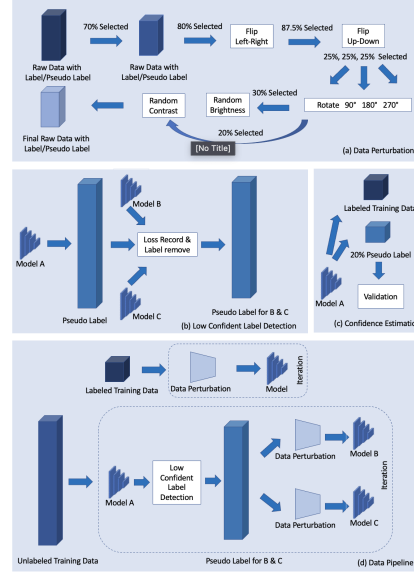 70% Selected
80% Selected
Flip
Left-Right
87.5% Selected
Flip
Up-Down
Raw Data with
Label/Pseudo Label
Raw Data with
Label/Pseudo Label
25%, 25%, 25% Selected
Rotate 90° 180° 270°
30% Selected
Random
Brightness
Random
Contrast
20% Selected
[No Title]
Final Raw Data with
Label/Pseudo Label
(a) Data Perturbation
Model A
Pseudo Label
Model B
Loss Record &
Label remove
Model C
Pseudo Label for B & C
(b) Low Confident Label Detection
Labeled Training Data
20% Pseudo Label
Model A
Validation
(c) Confidence Estimatio
Labeled Training Data
Data Perturbation
Model
Iteration
Unlabeled Training Data
Model A
Low
Confident
Label
Detection
Pseudo Label for B & C
Data Perturbation
Model B
Data Perturbation
Model C
Iteration
(d) Data Pipeline